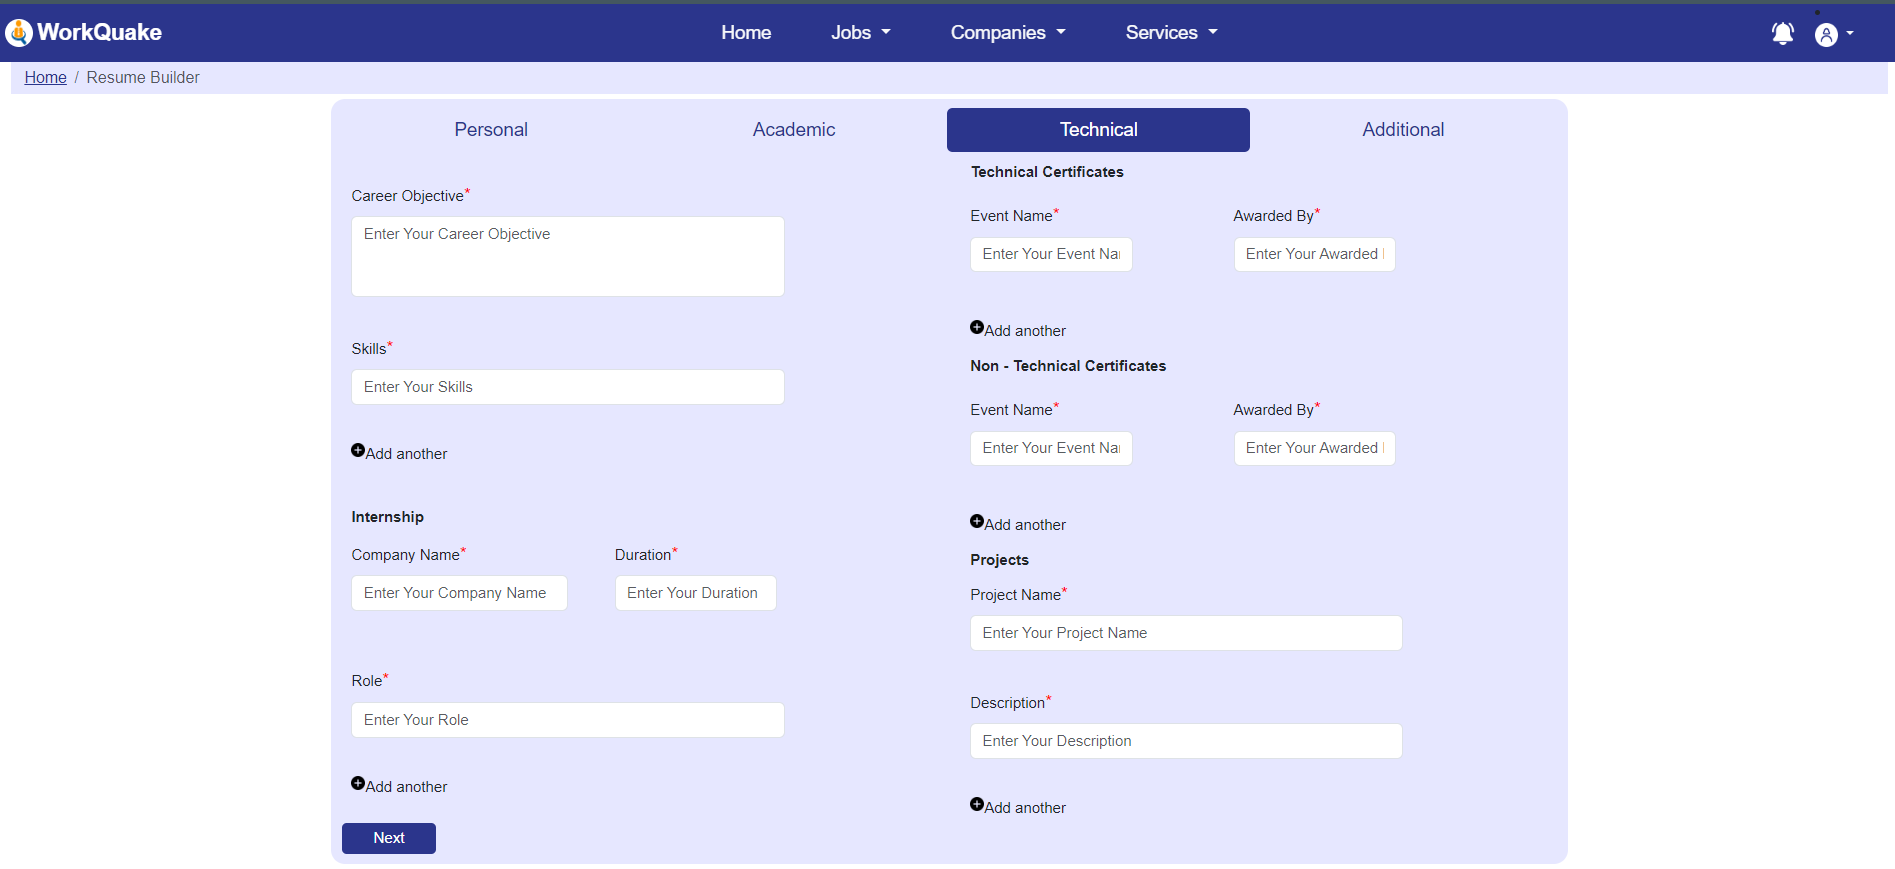 WorkQuake
Home
Jobs
Companies
Services
Home / Resume Builder
Personal
Academic
Technical
Additional
Career Objective*
Enter Your Career Objective
Skills*
Enter Your Skills
Add another
Internship
Company Name*
Duration*
Enter Your Company Name
Enter Your Duration
Role*
Enter Your Role
Add another
Next
Technical Certificates
Event Name*
Awarded By*
Enter Your Event Na
Enter Your Awarded
Add another
Non - Technical Certificates
Event Name*
Awarded By*
Enter Your Event Na
Enter Your Awarded
Add another
Projects
Project Name*
Enter Your Project Name
Description*
Enter Your Description
Add another